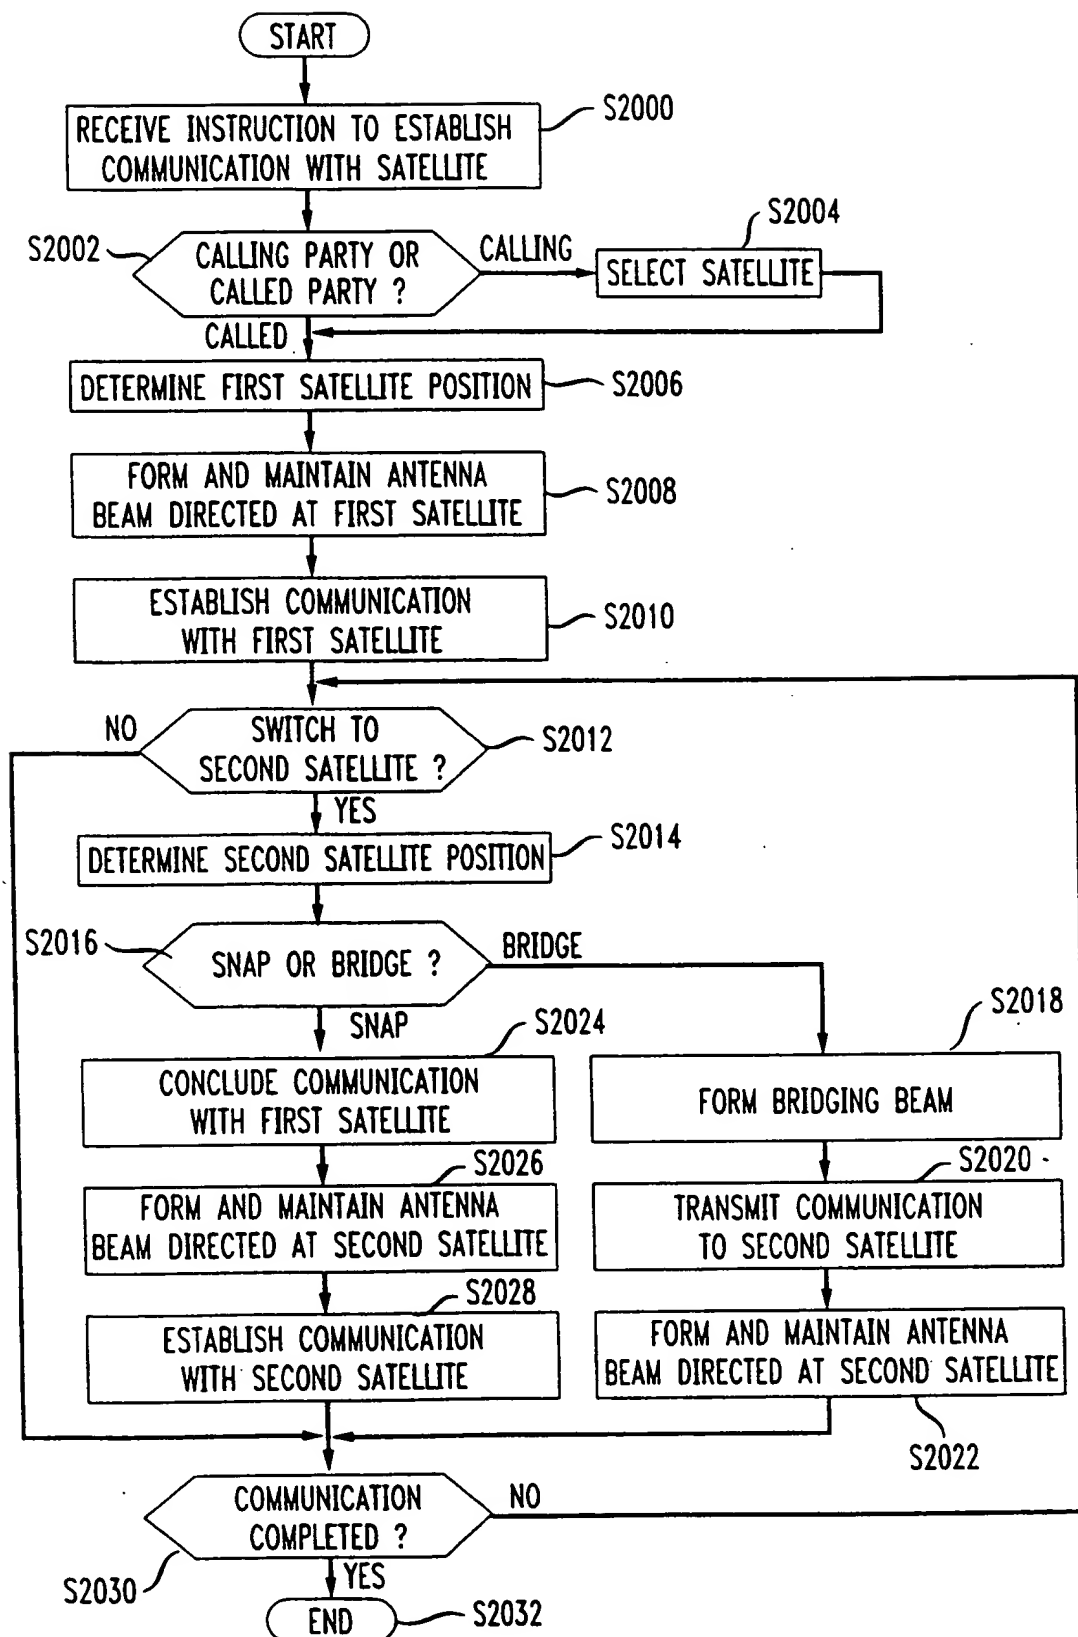 START
RECEIVE INSTRUCTION TO ESTABLISH
COMMUNICATION WITH SATELLITE
S2000
S2002
CALLING PARTY OR
CALLED PARTY ?
CALLING
S2004
SELECT SATELLITE
CALLED
DETERMINE FIRST SATELLITE POSITION
S2006
FORM AND MAINTAIN ANTENNA
BEAM DIRECTED AT FIRST SATELLITE
S2008
ESTABLISH COMMUNICATION
WITH FIRST SATELLITE
S2010
NO
SWITCH TO
SECOND SATELLITE ?
S2012
YES
DETERMINE SECOND SATELLITE POSITION
S2014
S2016
SNAP OR BRIDGE ?
BRIDGE
SNAP
S2024
CONCLUDE COMMUNICATION
WITH FIRST SATELLITE
S2018
FORM BRIDGING BEAM
S2026
FORM AND MAINTAIN ANTENNA
BEAM DIRECTED AT SECOND SATELLITE
S2020
TRANSMIT COMMUNICATION
TO SECOND SATELLITE
S2028
ESTABLISH COMMUNICATION
WITH SECOND SATELLITE
FORM AND MAINTAIN ANTENNA
BEAM DIRECTED AT SECOND SATELLITE
S2022
COMMUNICATION
COMPLETED ?
NO
S2030
YES
END
S2032